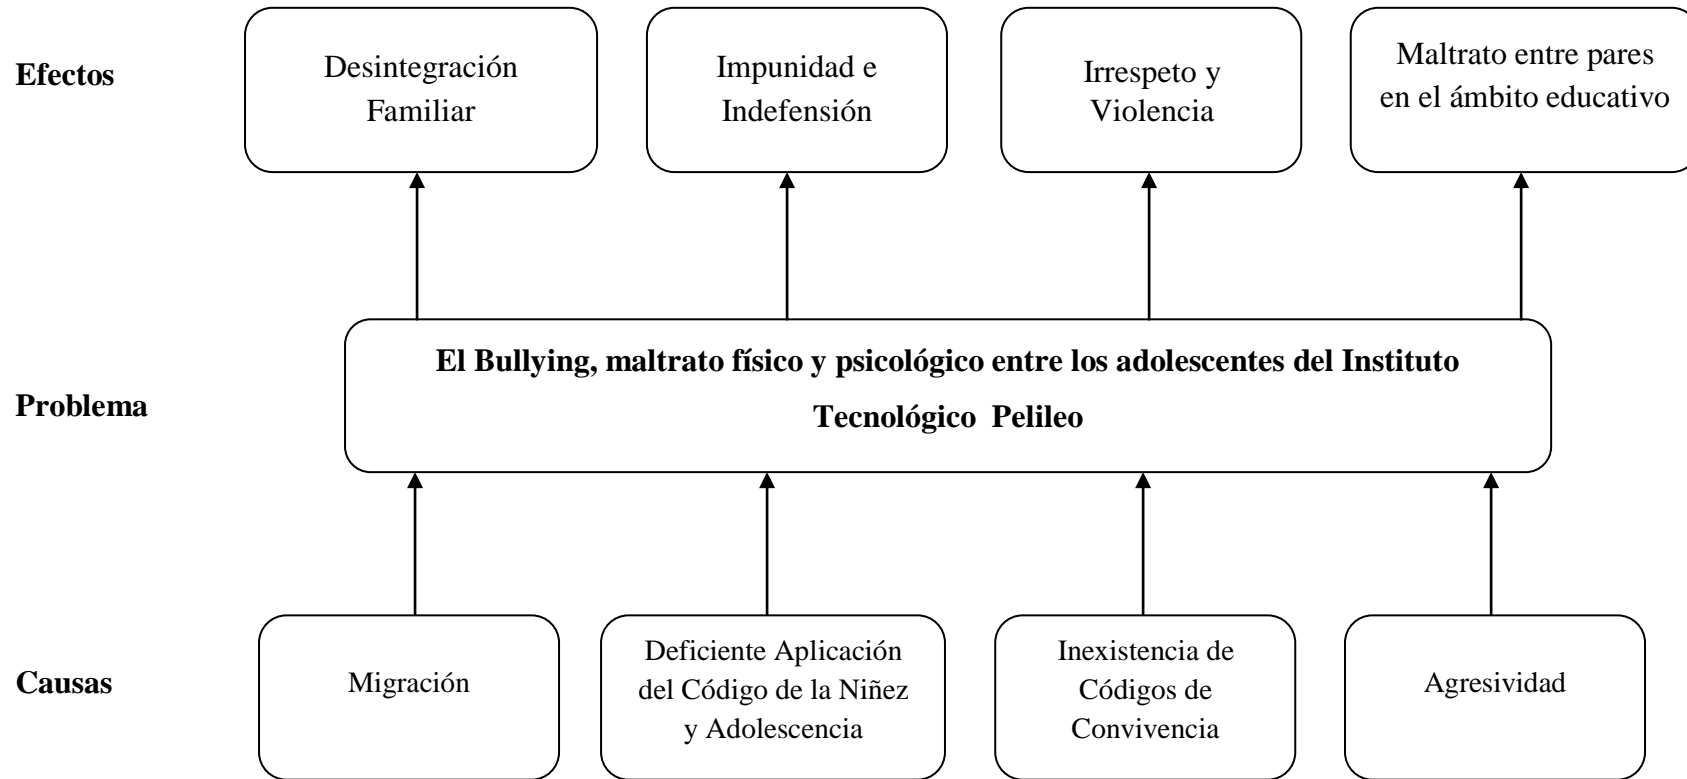 Efectos
Desintegración
Familiar
Impunidad e
Indefensión
Irrespeto y
Violencia
Maltrato entre pares
en el ámbito educativo
Problema
El Bullying, maltrato físico y psicológico entre los adolescentes del Instituto
Tecnológico Pelileo
Causas
Migración
Deficiente Aplicación
del Código de la Niñez
y Adolescencia
Inexistencia de
Códigos de
Convivencia
Agresividad